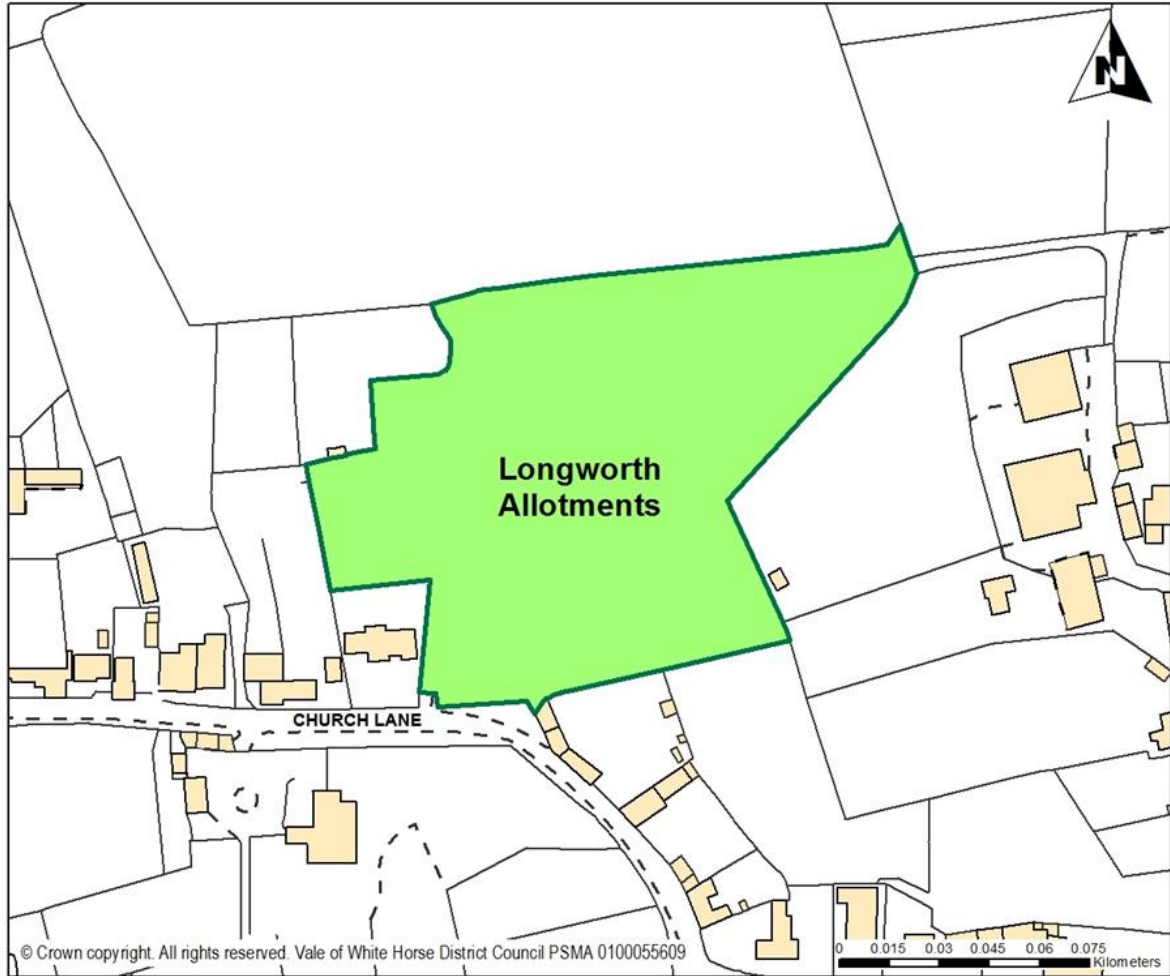 N
Longworth
Allotments
CHURCH LANE
© Crown copyright. All rights reserved. Vale of White Horse District Council PSMA 0100055609
0 0.015 0.03 0.045 0.06 0.075
Kilometers